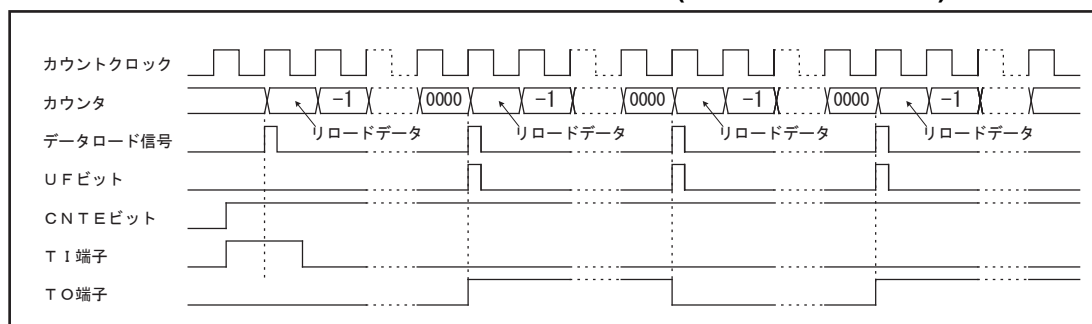 カウントクロック
カウンタ
-1 0000 -1 0000 -1 0000 -1
リロードデータ リロードデータ リロードデータ リロードデータ
データロード信号
UFビット
CNTEビット
TI端子
TO端子